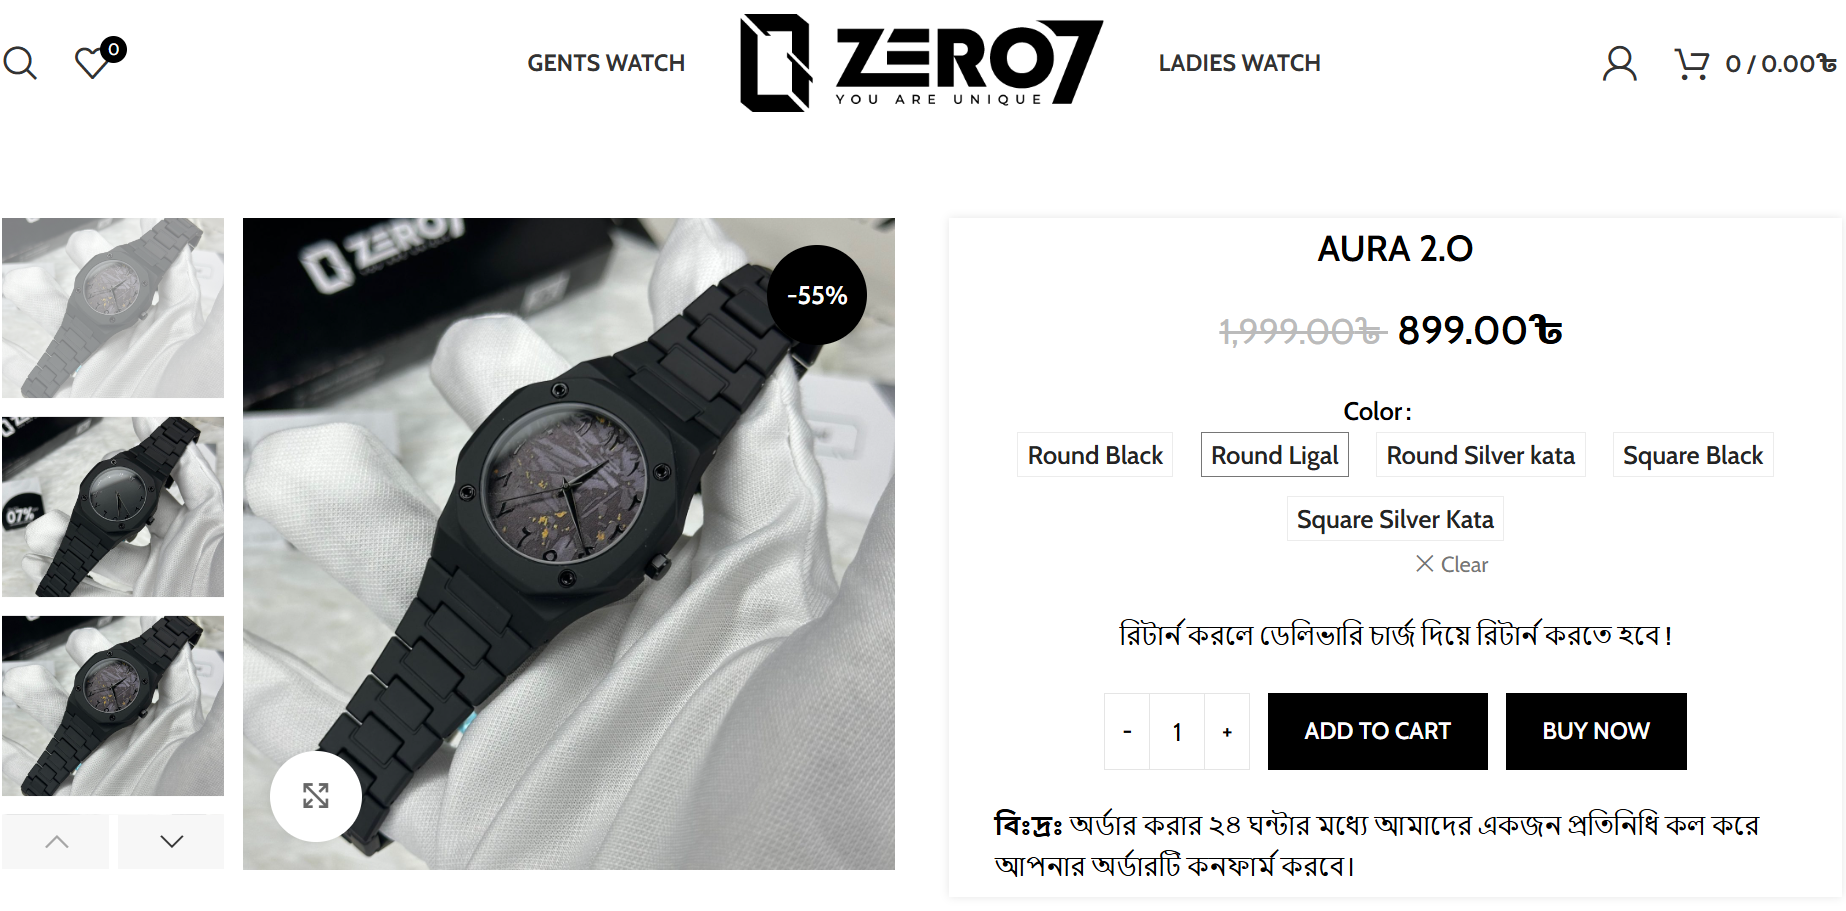 0
GENTS WATCH
ZERO7
YOU ARE UNIQUE
LADIES WATCH
0 / 0.00৳
ZERO7
-55%
07%
AURA 2.O
1,999.00৳ 899.00৳
Color :
Round Black
Round Ligal
Round Silver kata
Square Black
Square Silver Kata
Clear
রিটার্ন করলে ডেলিভারি চার্জ দিয়ে রিটার্ন করতে হবে !
- 1 +
ADD TO CART
BUY NOW
বিঃদ্রঃ অর্ডার করার ২৪ ঘন্টার মধ্যে আমাদের একজন প্রতিনিধি কল করে
আপনার অর্ডারটি কনফার্ম করবে।